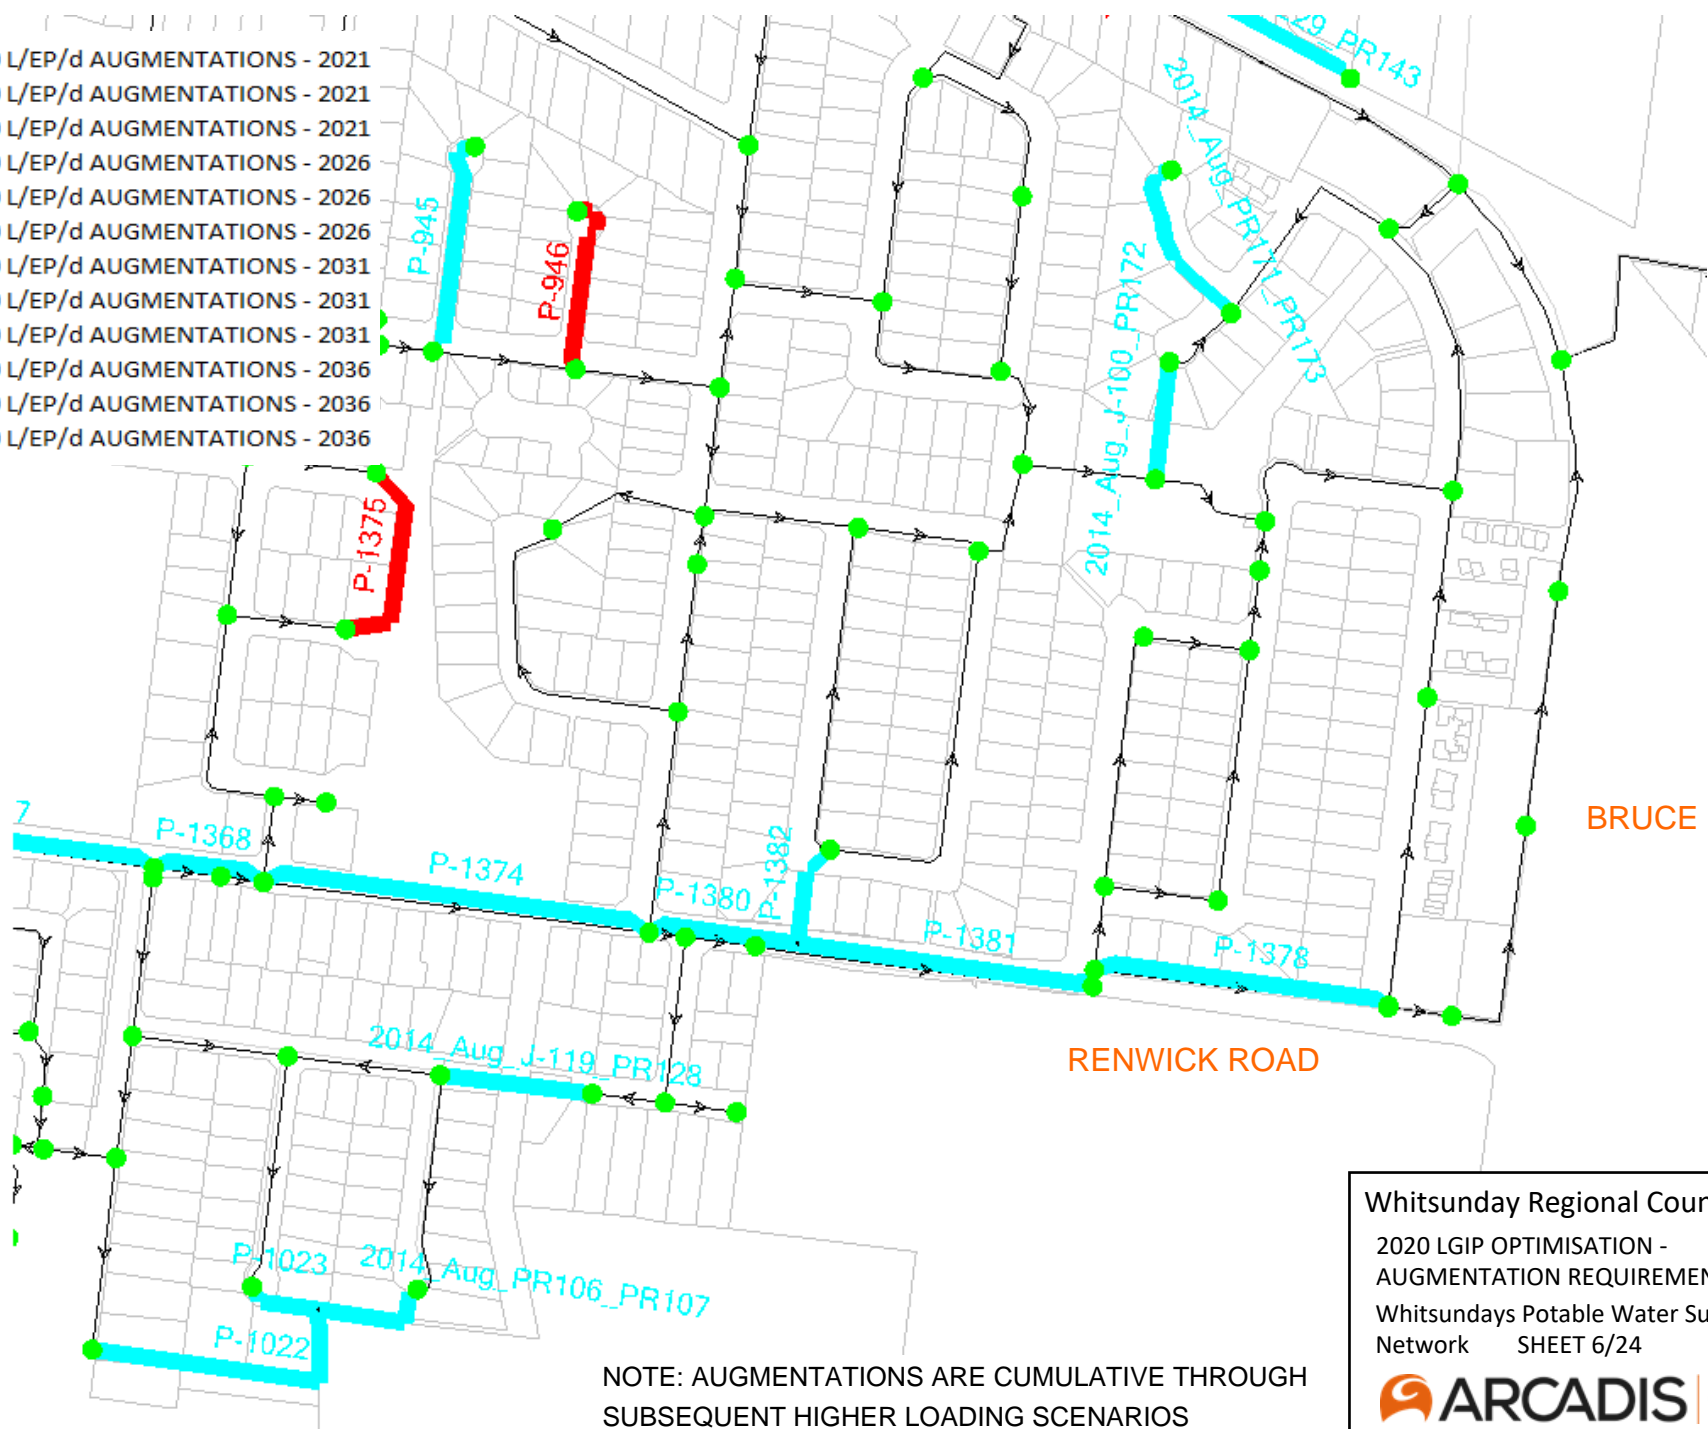 L/EP/d AUGMENTATIONS - 2021
L/EP/d AUGMENTATIONS - 2021
L/EP/d AUGMENTATIONS - 2021
L/EP/d AUGMENTATIONS - 2026
L/EP/d AUGMENTATIONS - 2026
L/EP/d AUGMENTATIONS - 2026
L/EP/d AUGMENTATIONS - 2031
L/EP/d AUGMENTATIONS - 2031
L/EP/d AUGMENTATIONS - 2031
L/EP/d AUGMENTATIONS - 2036
L/EP/d AUGMENTATIONS - 2036
L/EP/d AUGMENTATIONS - 2036
29_PR143
2014_Aug_PR171_PR173
P-945
P-946
2014_Aug_J-100_PR172
P-1375
7
P-1368
P-1374
P-1380
P-1382
P-1381
P-1378
BRUCE
2014_Aug_J-119_PR128
RENWICK ROAD
P-1023
2014_Aug_PR106_PR107
P-1022
NOTE: AUGMENTATIONS ARE CUMULATIVE THROUGH
SUBSEQUENT HIGHER LOADING SCENARIOS
Whitsunday Regional Coun
2020 LGIP OPTIMISATION -
AUGMENTATION REQUIREMEN
Whitsundays Potable Water Su
Network SHEET 6/24
ARCADIS